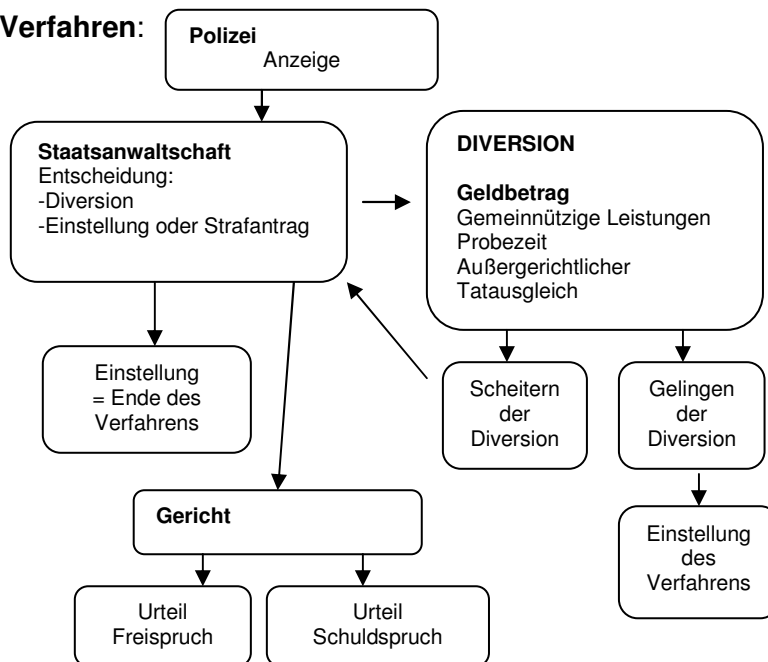 Verfahren:
Polizei
Anzeige
Staatsanwaltschaft
Entscheidung:
-Diversion
-Einstellung oder Strafantrag
DIVERSION
Geldbetrag
Gemeinnützige Leistungen
Probezeit
Außergerichtlicher
Tatausgleich
Einstellung
= Ende des
Verfahrens
Scheitern
der
Diversion
Gelingen
der
Diversion
Gericht
Einstellung
des
Verfahrens
Urteil
Freispruch
Urteil
Schuldspruch